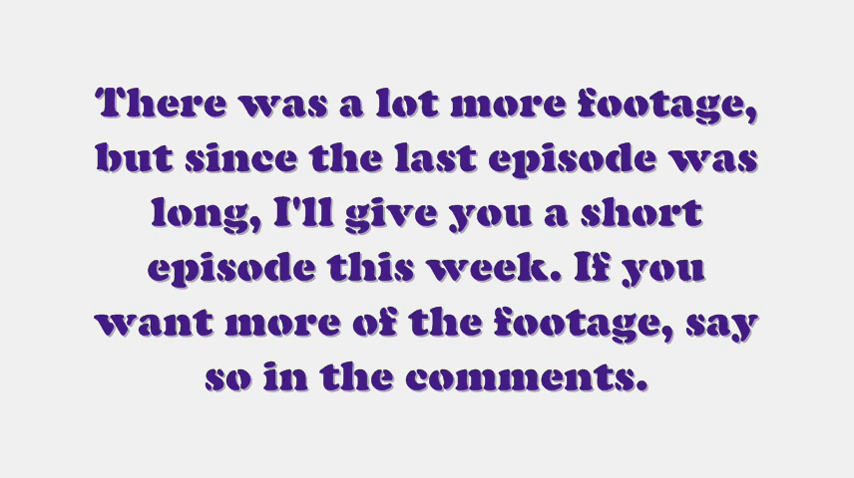 There was a lot more footage,
but since the last episode was
long, I'll give you a short
episode this week. If you
want more of the footage, say
so in the comments.